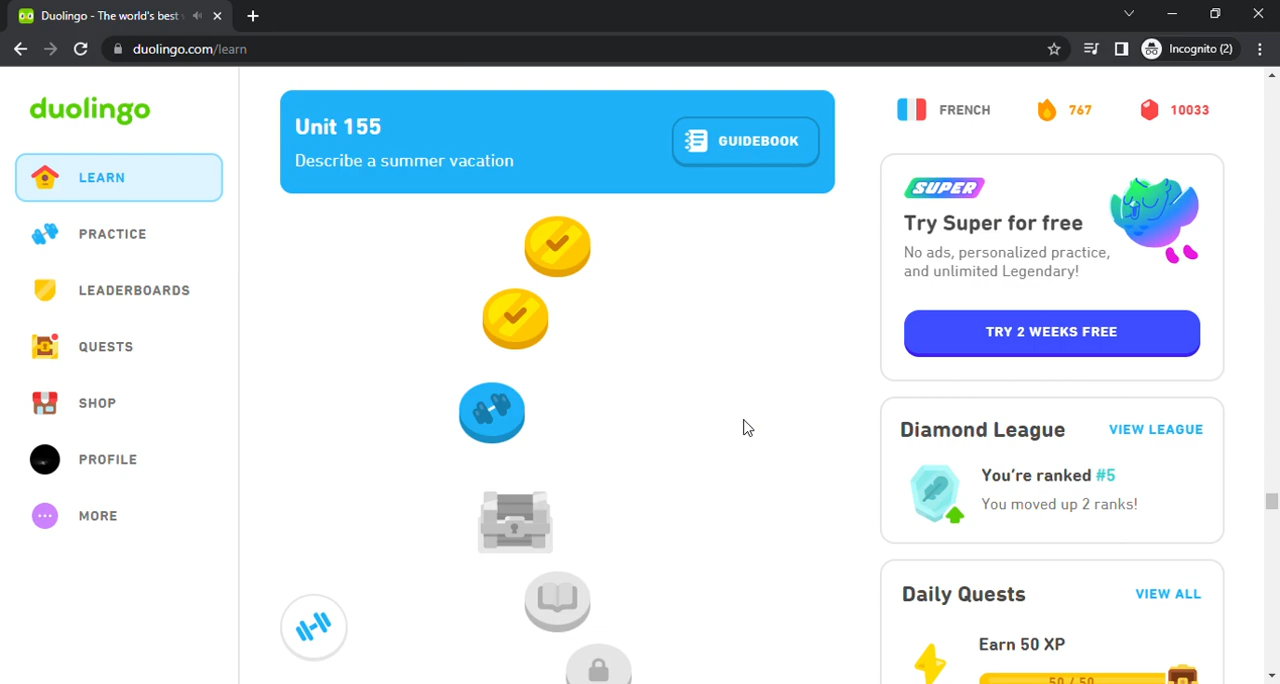 Duolingo - The world's best
duolingo.com/learn
Incognito (2)
duolingo
LEARN
PRACTICE
LEADERBOARDS
QUESTS
SHOP
PROFILE
MORE
Unit 155
Describe a summer vacation
GUIDEBOOK
FRENCH
767
10033
SUPER
Try Super for free
No ads, personalized practice,
and unlimited Legendary!
TRY 2 WEEKS FREE
Diamond League
VIEW LEAGUE
You're ranked #5
You moved up 2 ranks!
Daily Quests
VIEW ALL
Earn 50 XP
50 / 50